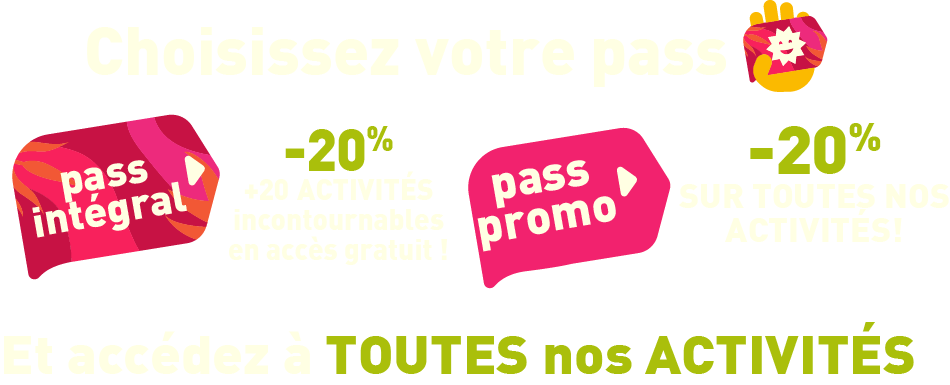 Choisissez votre pass
pass
intégral
-20%
+20 ACTIVITÉS
incontournables
en accès gratuit !
pass
promo
-20%
SUR TOUTES NOS
ACTIVITÉS!
Et accédez à TOUTES nos ACTIVITÉS